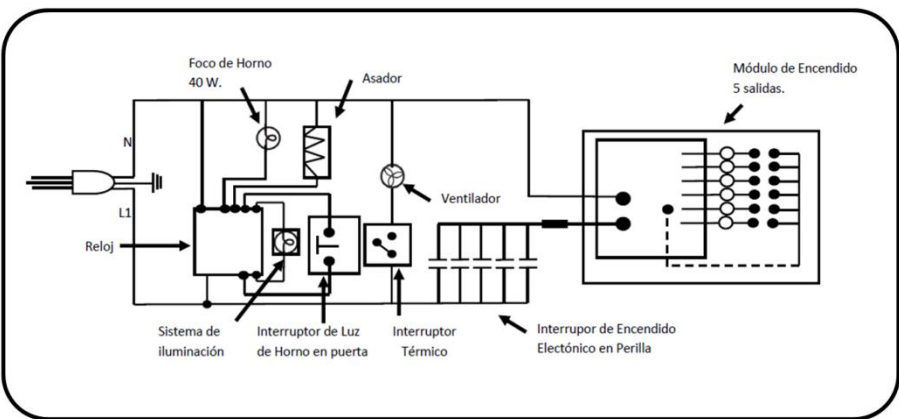 Foco de Horno
40 W.
Asador
Módulo de Encendido
5 salidas.
N
L1
Ventilador
Reloj
Sistema de
iluminación
Interruptor de Luz
de Horno en puerta
Interruptor
Térmico
Interrupor de Encendido
Electónico en Perilla